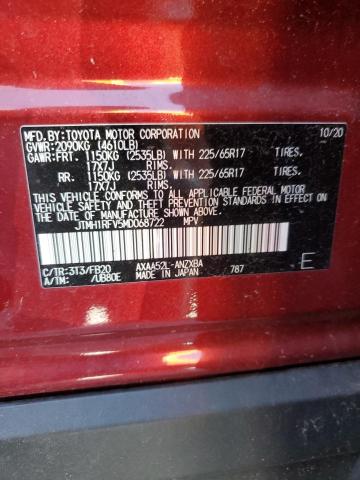 MFD.BY:TOYOTA MOTOR CORPORATION 10/20
GVWR: 2090KG (4610LB)
GAWR:FRT. 1150KG (2535LB) WITH 225/65R17 TIRES.
17X7J RIMS.
RR. 1150KG (2535LB) WITH 225/65R17 TIRES.
17X7J RIMS.
THIS VEHICLE CONFORMS TO ALL APPLICABLE FEDERAL MOTOR
VEHICLE SAFETY, BUMPER, AND THEFT PREVENTION STANDARDS
IN EFFECT ON THE DATE OF MANUFACTURE SHOWN ABOVE.
JTMH1RFV5MD068722 MPV
C/TR:3T3/FB20 AXAA52L-ANZXBA 787 E
A/TM: /UB80E MADE IN JAPAN